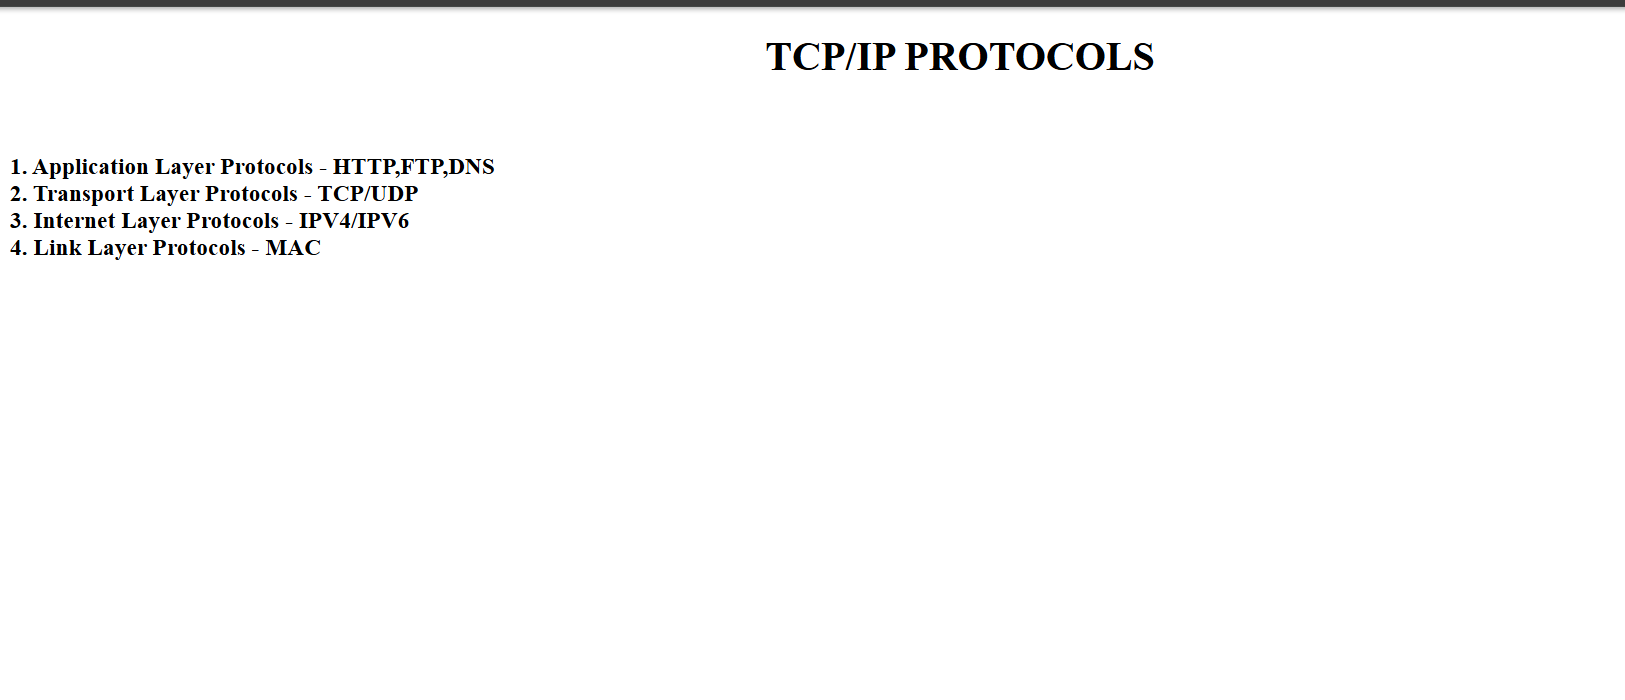 TCP/IP PROTOCOLS
1. Application Layer Protocols - HTTP,FTP,DNS
2. Transport Layer Protocols - TCP/UDP
3. Internet Layer Protocols - IPV4/IPV6
4. Link Layer Protocols - MAC